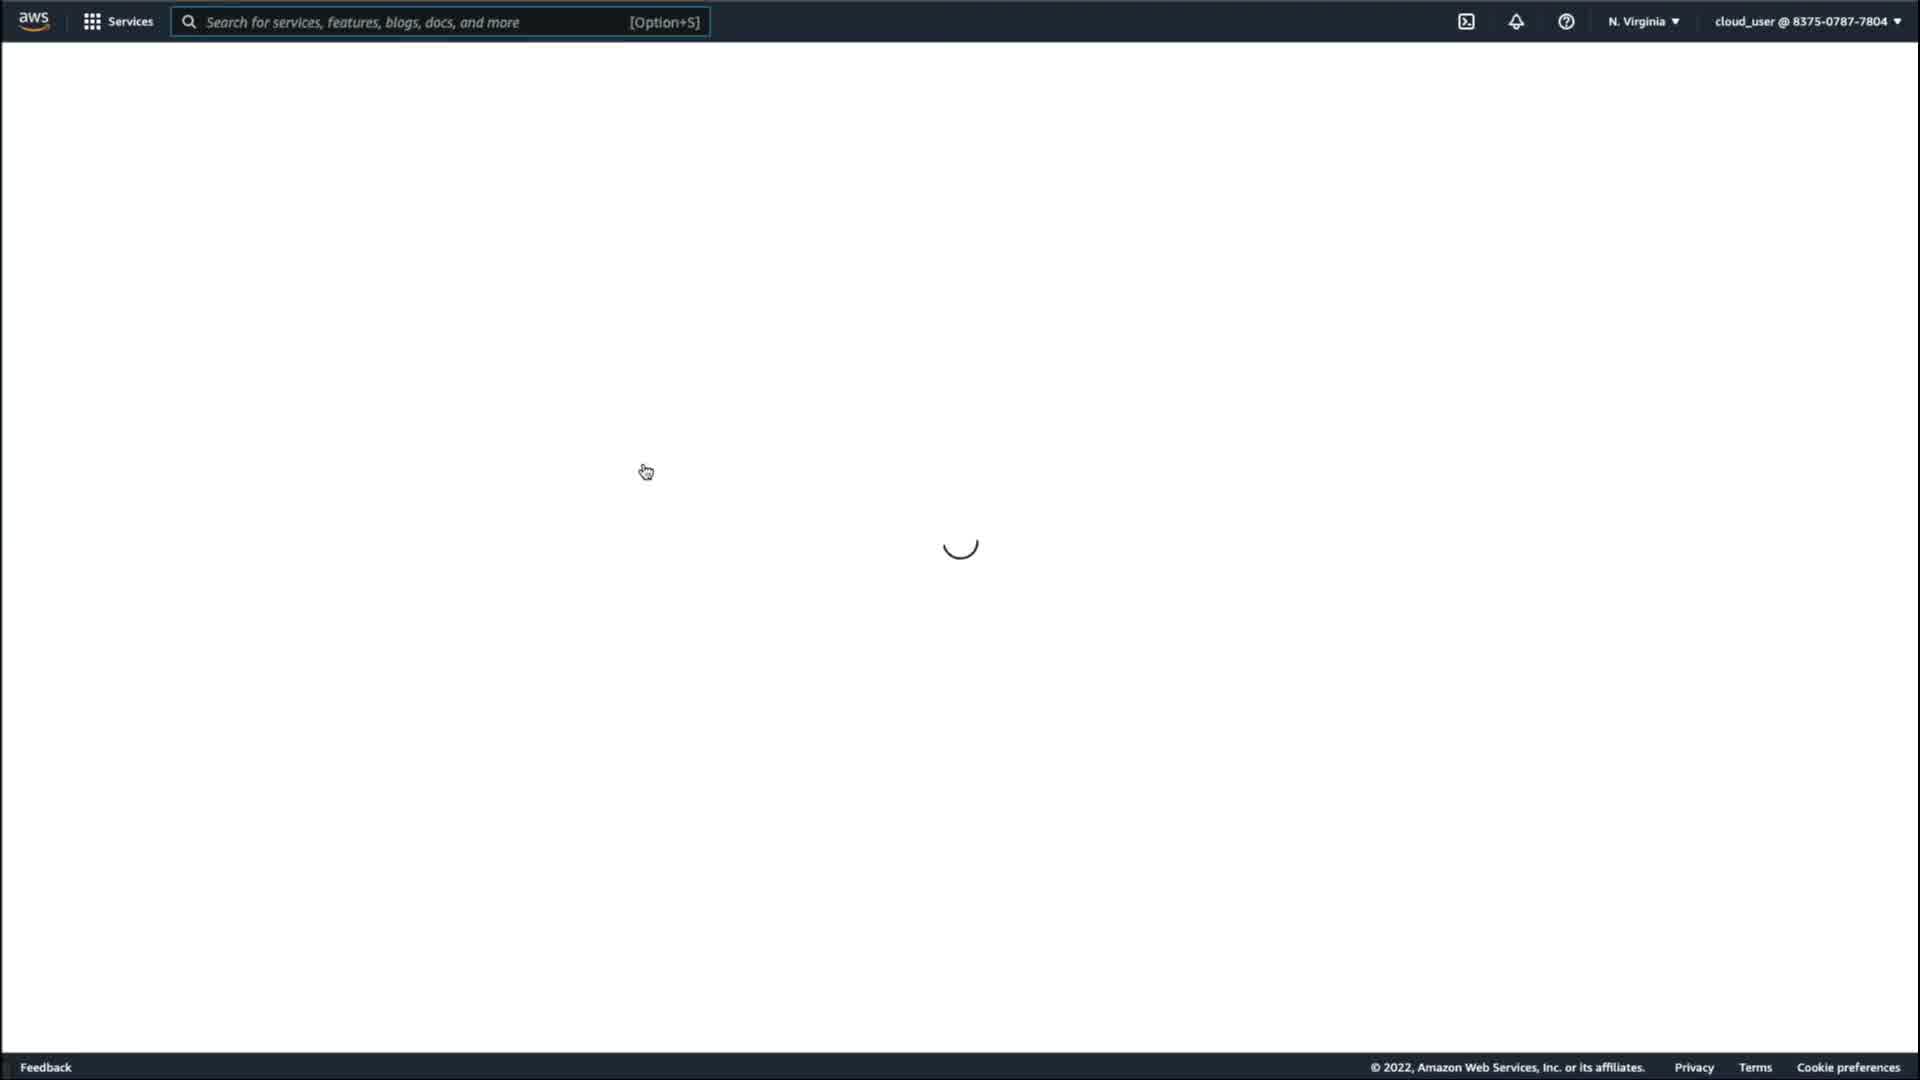 aws
Services
Search for services, features, blogs, docs, and more
[Option+S]
N. Virginia
cloud_user @ 8375-0787-7804
Feedback
© 2022, Amazon Web Services, Inc. or its affiliates.
Privacy
Terms
Cookie preferences